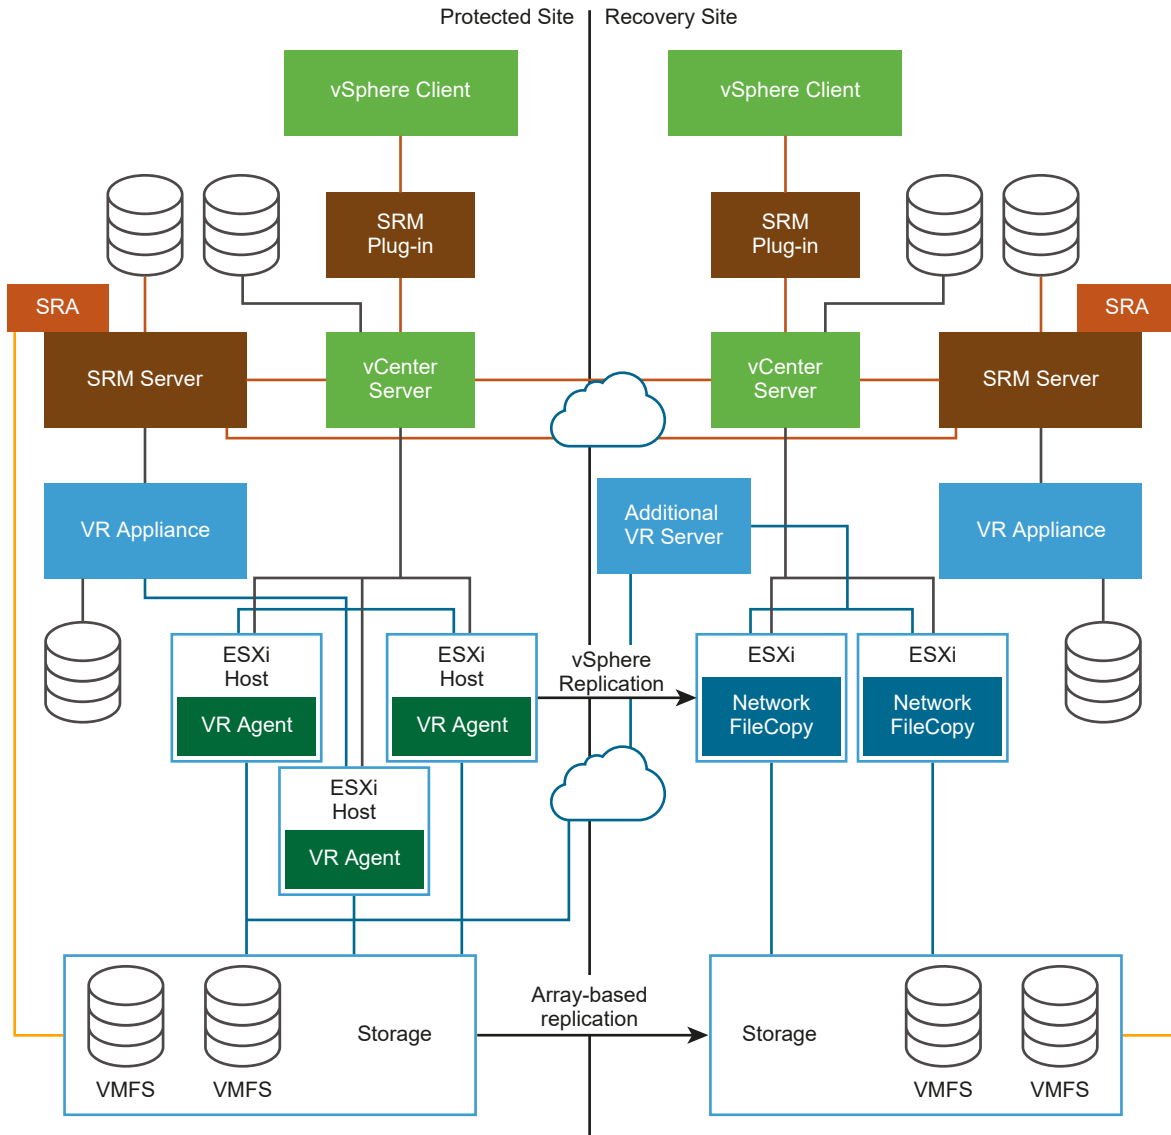 Protected Site
Recovery Site
vSphere Client
vSphere Client
SRM
Plug-in
SRM
Plug-in
SRA
SRA
SRM Server
vCenter
Server
vCenter
Server
SRM Server
VR Appliance
Additional
VR Server
VR Appliance
ESXi
Host
VR Agent
ESXi
Host
VR Agent
vSphere
Replication
ESXi
Network
FileCopy
ESXi
Network
FileCopy
ESXi
Host
VR Agent
Array-based
replication
Storage
Storage
VMFS
VMFS
VMFS
VMFS